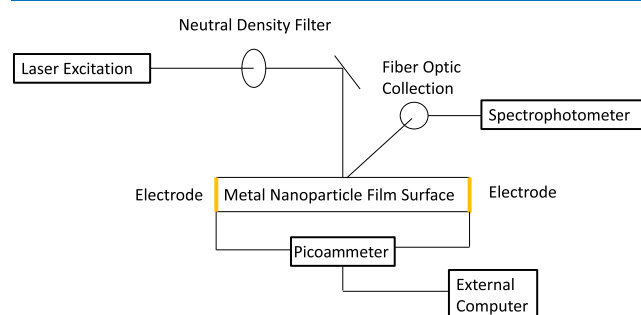 Neutral Density Filter
Laser Excitation
Fiber Optic
Collection
Spectrophotometer
Electrode
Metal Nanoparticle Film Surface
Electrode
Picoammeter
External
Computer